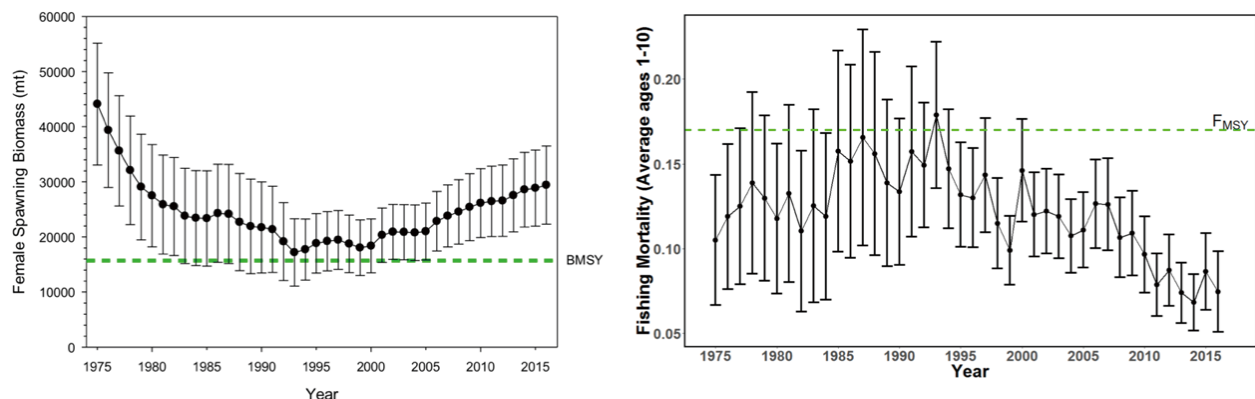 Female Spawning Biomass (mt)
60000
50000
40000
30000
20000
10000
0
BMSY
1975 1980 1985 1990 1995 2000 2005 2010 2015
Year
Fishing Mortality (Average ages 1-10)
0.20
0.15
0.10
0.05
FMSY
1975 1980 1985 1990 1995 2000 2005 2010 2015
Year